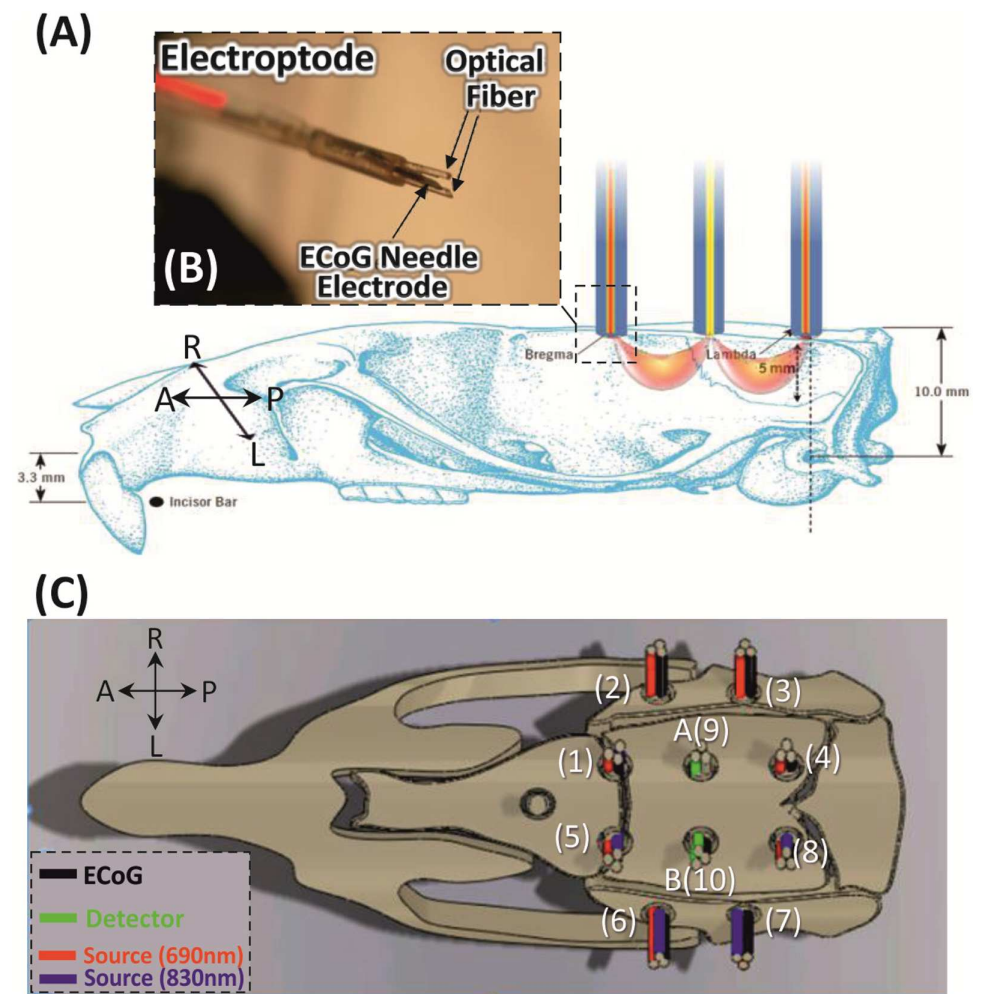 (A)
Electroptode
Optical
Fiber
ECoG Needle
Electrode
(B)
Bregma
Lambda
5 mm
10.0 mm
R
A
P
L
3.3 mm
Incisor Bar
(C)
R
A
P
L
(2)
(3)
A(9)
(1)
(4)
(5)
(8)
B(10)
(6)
(7)
ECoG
Detector
Source (690nm)
Source (830nm)